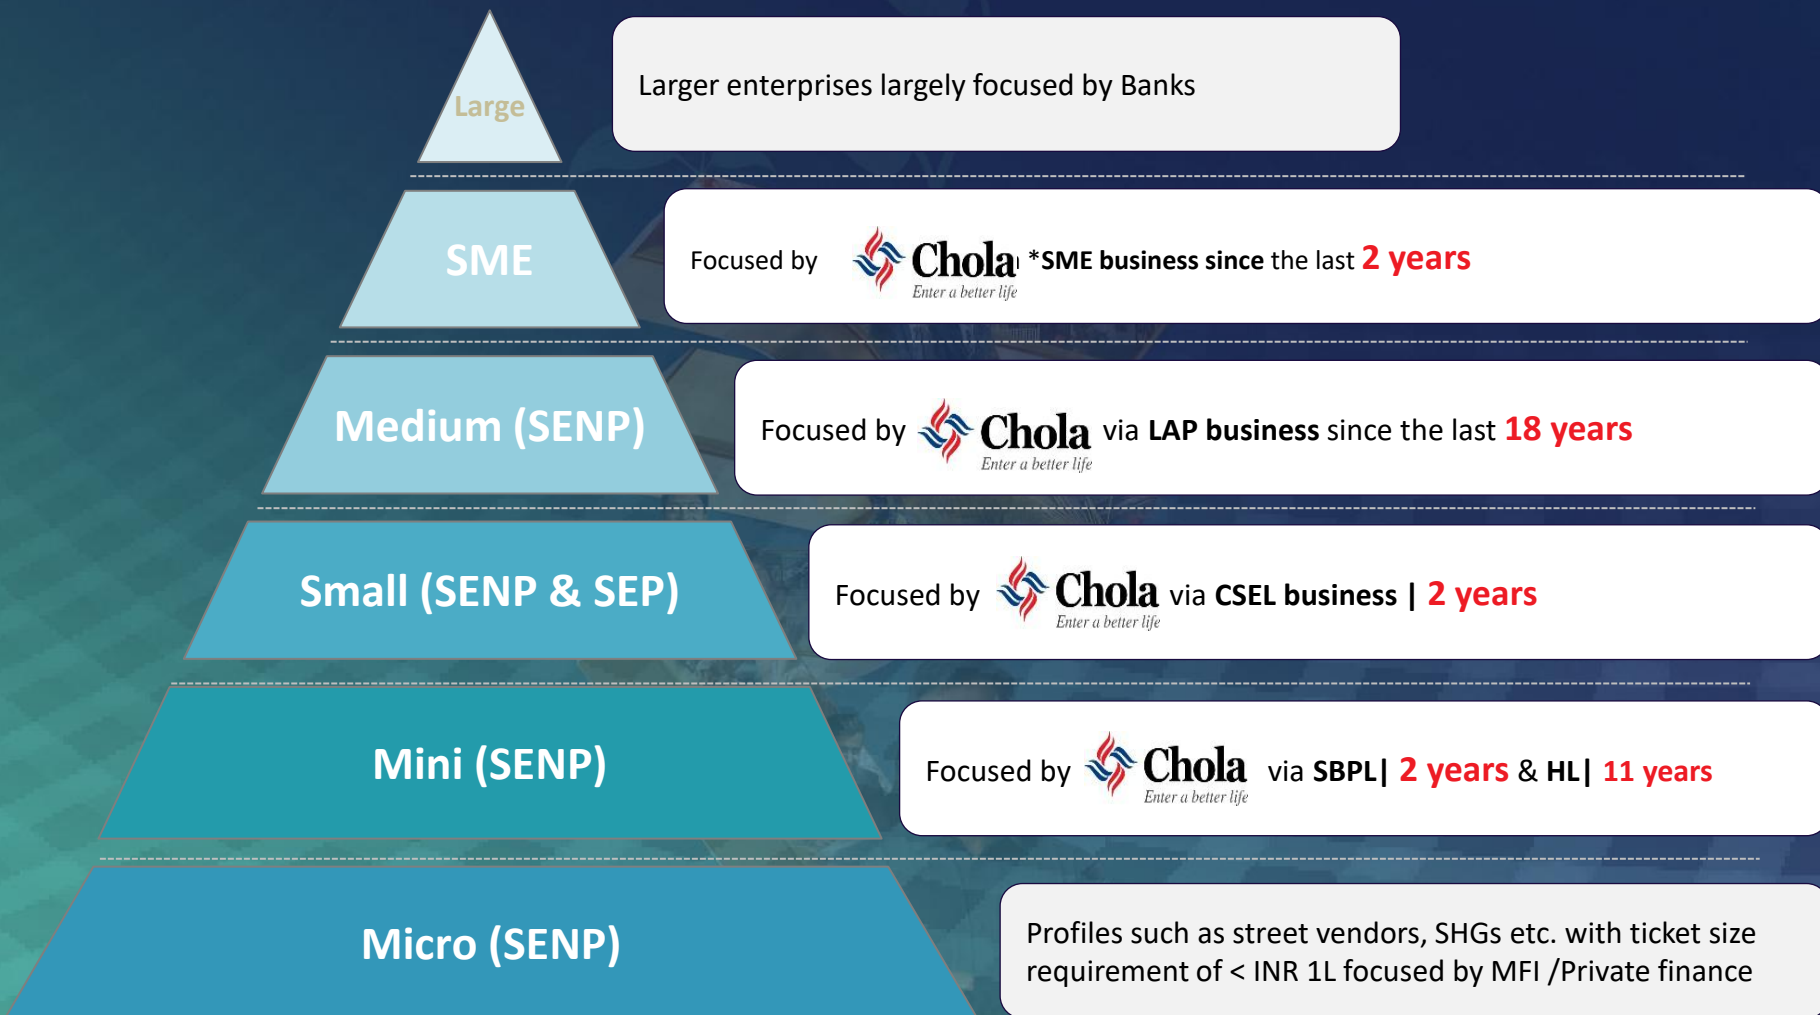 Large
Larger enterprises largely focused by Banks
SME
Focused by Chola *SME business since the last 2 years
Enter a better life
Medium (SENP)
Focused by Chola via LAP business since the last 18 years
Enter a better life
Small (SENP & SEP)
Focused by Chola via CSEL business | 2 years
Enter a better life
Mini (SENP)
Focused by Chola via SBPL| 2 years & HL| 11 years
Enter a better life
Micro (SENP)
Profiles such as street vendors, SHGs etc. with ticket size
requirement of < INR 1L focused by MFI /Private finance